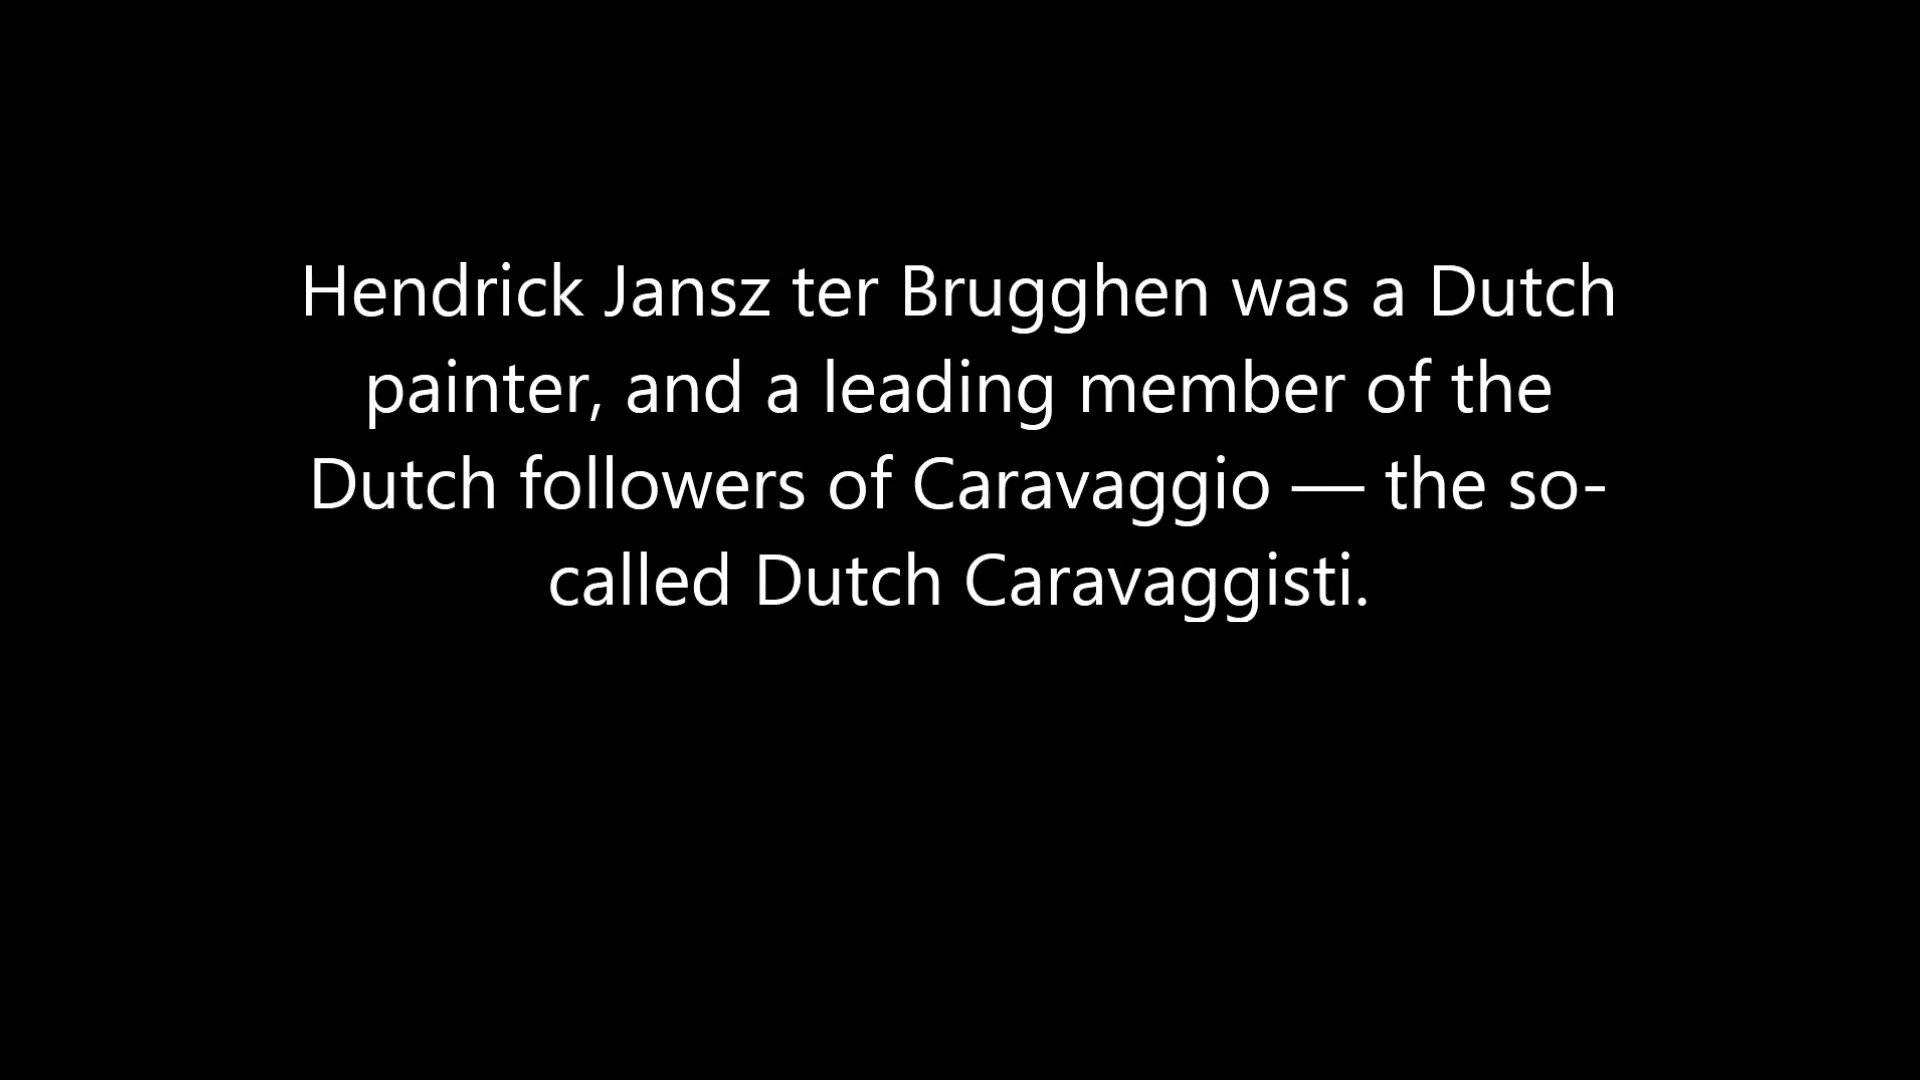 Hendrick Jansz ter Brugghen was a Dutch
painter, and a leading member of the
Dutch followers of Caravaggio — the so-
called Dutch Caravaggisti.